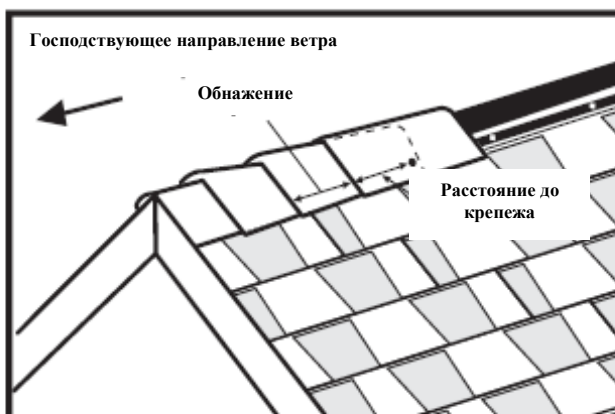 Господствующее направление ветра
Обнажение
Расстояние до
крепежа